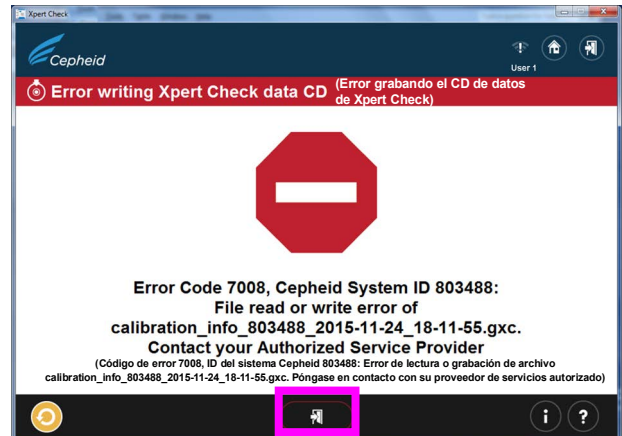 Xpert Check
Cepheid
User 1
Error writing Xpert Check data CD
(Error grabando el CD de datos
de Xpert Check)
Error Code 7008, Cepheid System ID 803488:
File read or write error of
calibration_info_803488_2015-11-24_18-11-55.gxc.
Contact your Authorized Service Provider
(Código de error 7008, ID del sistema Cepheid 803488: Error de lectura o grabación de archivo
calibration_info_803488_2015-11-24_18-11-55.gxc. Póngase en contacto con su proveedor de servicios autorizado)
i ?